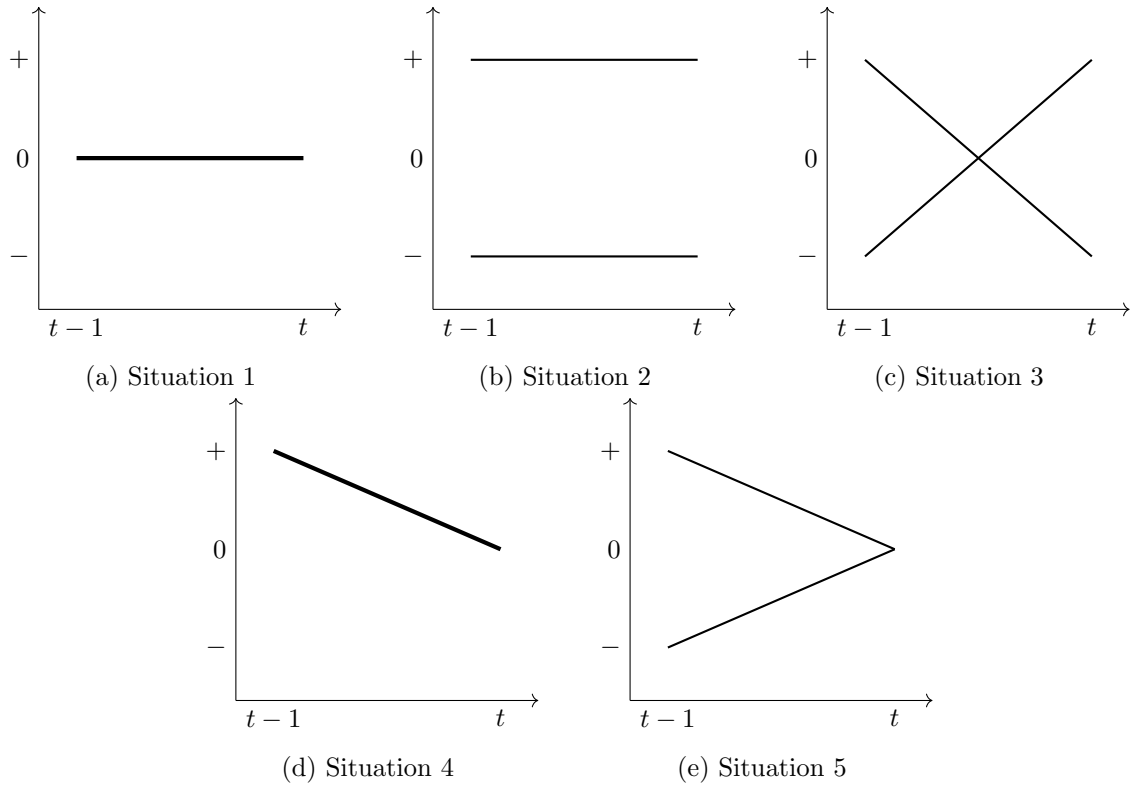 +
0
−
t − 1 t
(a) Situation 1
+
0
−
t − 1 t
(b) Situation 2
+
0
−
t − 1 t
(c) Situation 3
+
0
−
t − 1 t
(d) Situation 4
+
0
−
t − 1 t
(e) Situation 5